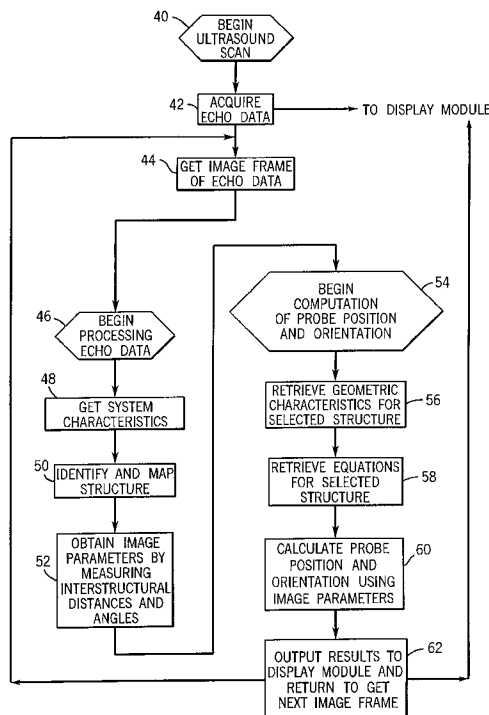 40
BEGIN
ULTRASOUND
SCAN
42
ACQUIRE
ECHO DATA
TO DISPLAY MODULE
44
GET IMAGE FRAME
OF ECHO DATA
46
BEGIN
PROCESSING
ECHO DATA
48
GET SYSTEM
CHARACTERISTICS
50
IDENTIFY AND MAP
STRUCTURE
52
OBTAIN IMAGE
PARAMETERS BY
MEASURING
INTERSTRUCTURAL
DISTANCES AND
ANGLES
54
BEGIN
COMPUTATION
OF PROBE POSITION
AND ORIENTATION
RETRIEVE GEOMETRIC
CHARACTERISTICS FOR
SELECTED STRUCTURE
56
RETRIEVE EQUATIONS
FOR SELECTED
STRUCTURE
58
CALCULATE PROBE
POSITION AND
ORIENTATION USING
IMAGE PARAMETERS
60
62
OUTPUT RESULTS TO
DISPLAY MODULE AND
RETURN TO GET
NEXT IMAGE FRAME